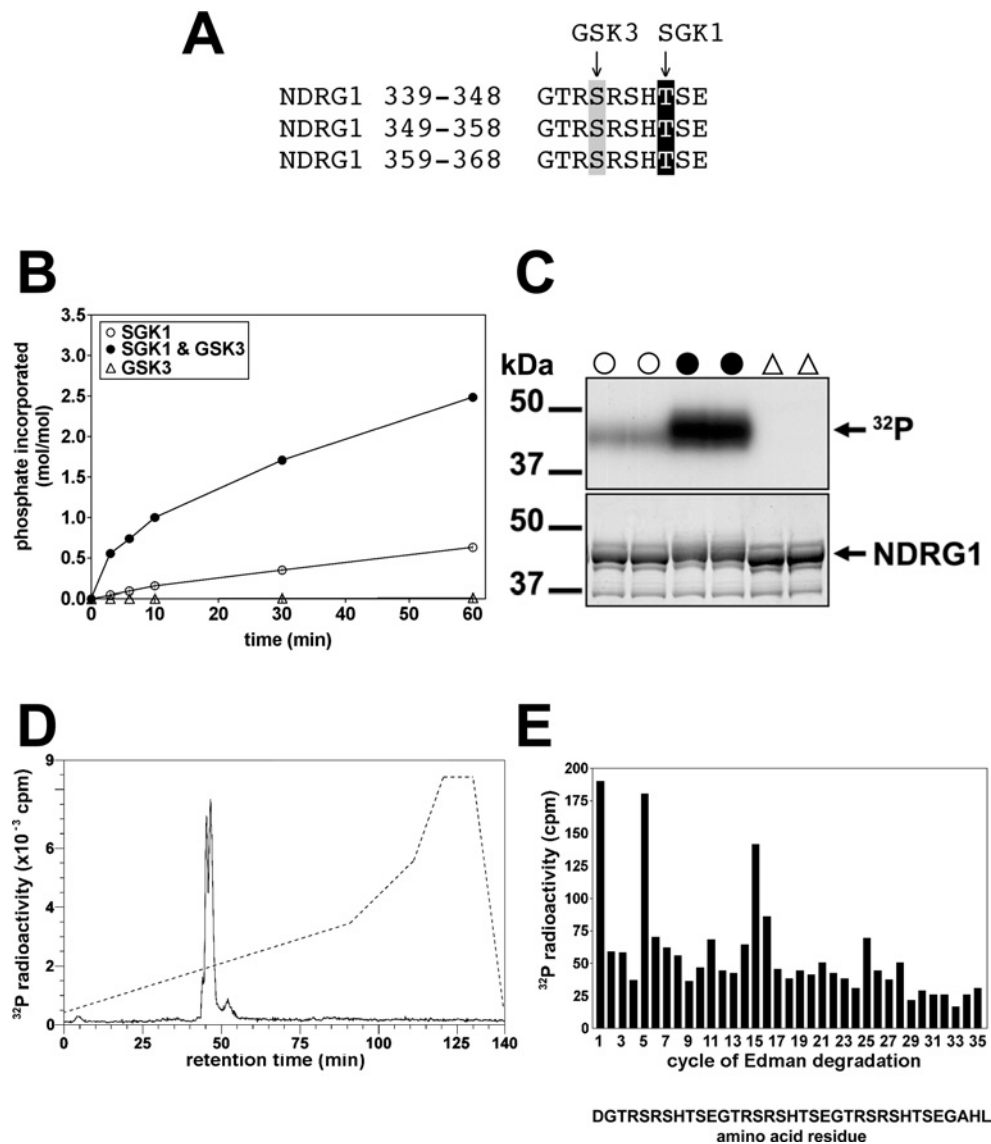 A
GSK3 SGK1
NDRG1 339-348 GTRSRSHTSE
NDRG1 349-358 GTRSRSHTSE
NDRG1 359-368 GTRSRSHTSE
B
phosphate incorporated
(mol/mol)
3.5
3.0
2.5
2.0
1.5
1.0
0.5
0.0
SGK1
SGK1 & GSK3
GSK3
0 10 20 30 40 50 60
time (min)
C
kDa
50
37
32P
50
37
NDRG1
D
32P radioactivity (x10-3 cpm)
9
8
6
4
2
0
0 25 50 75 100 125 140
retention time (min)
E
32P radioactivity (cpm)
200
175
150
125
100
75
50
25
0
1 3 5 7 9 11 13 15 17 19 21 23 25 27 29 31 33 35
cycle of Edman degradation
DGTRSRSHTSEGTRSRSHTSEGTRSRSHTSEGAHL
amino acid residue